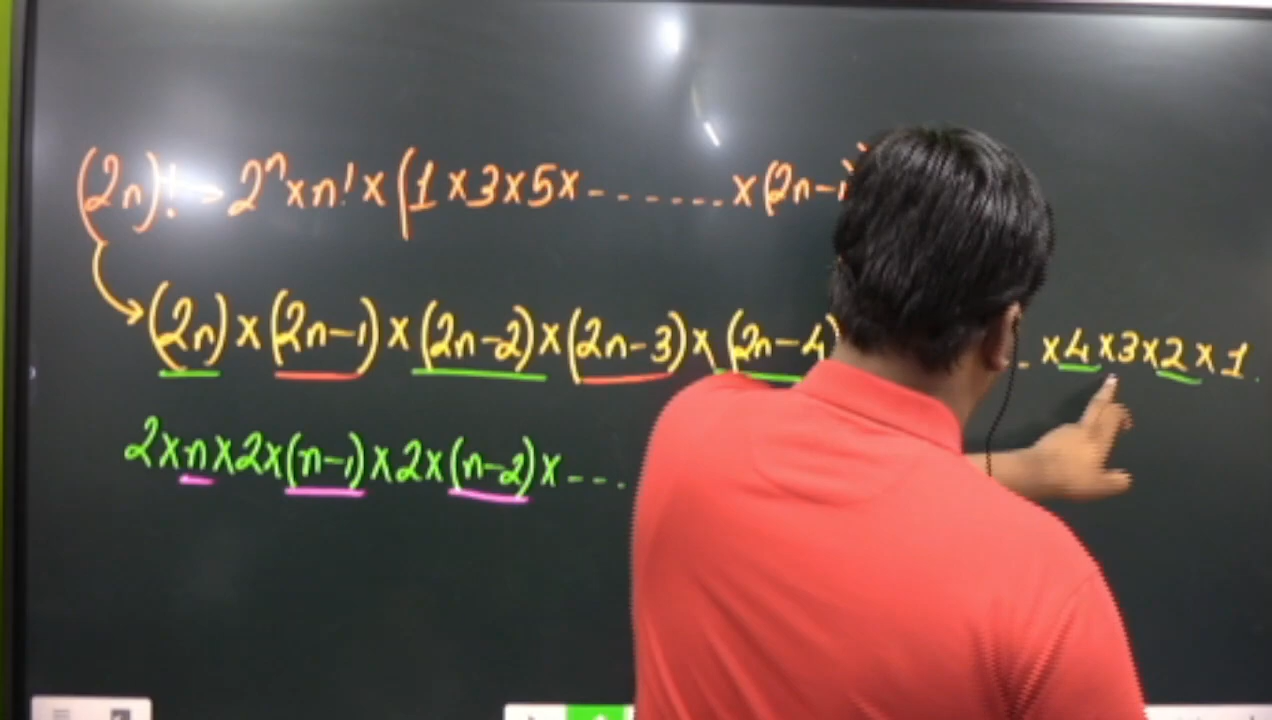 (2n)! → 2ⁿ × n! × (1 × 3 × 5 × - - - - - - - × (2n-1
(2n) × (2n-1) × (2n-2) × (2n-3) × (2n-4) - × 4 × 3 × 2 × 1.
2 × n × 2 × (n-1) × 2 × (n-2) × - - - .